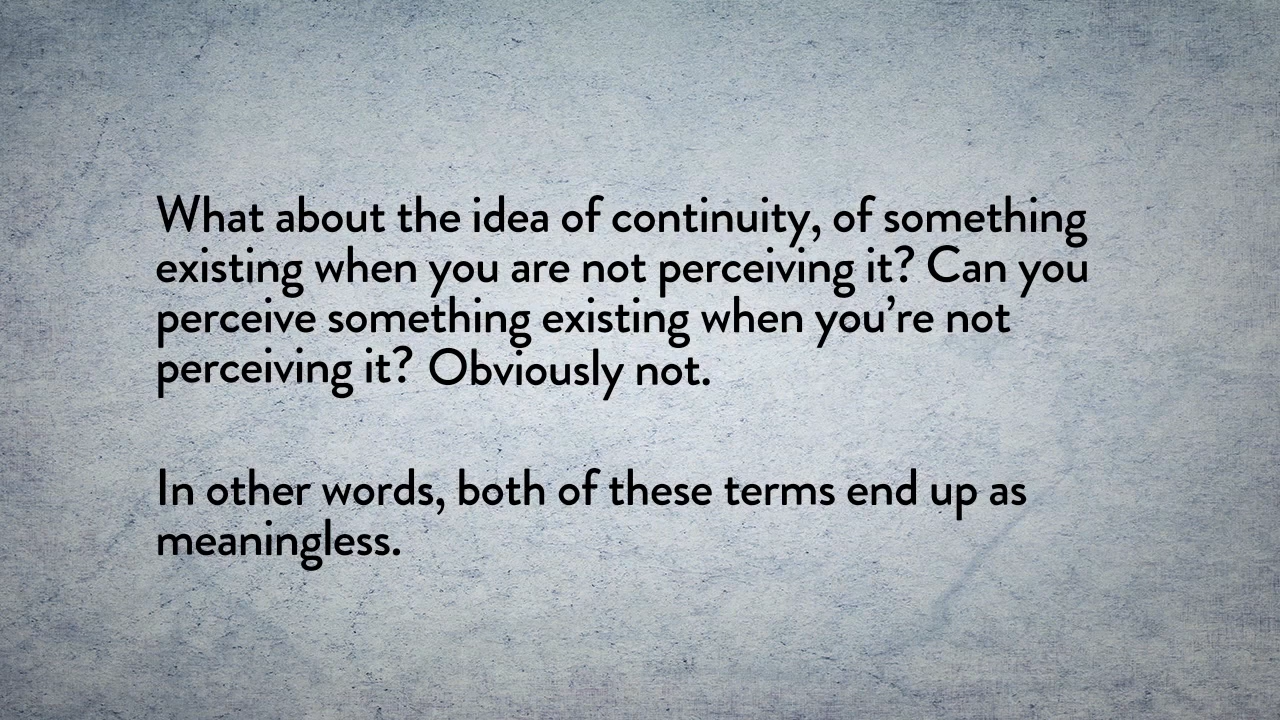 What about the idea of continuity, of something
existing when you are not perceiving it? Can you
perceive something existing when you’re not
perceiving it? Obviously not.
In other words, both of these terms end up as
meaningless.